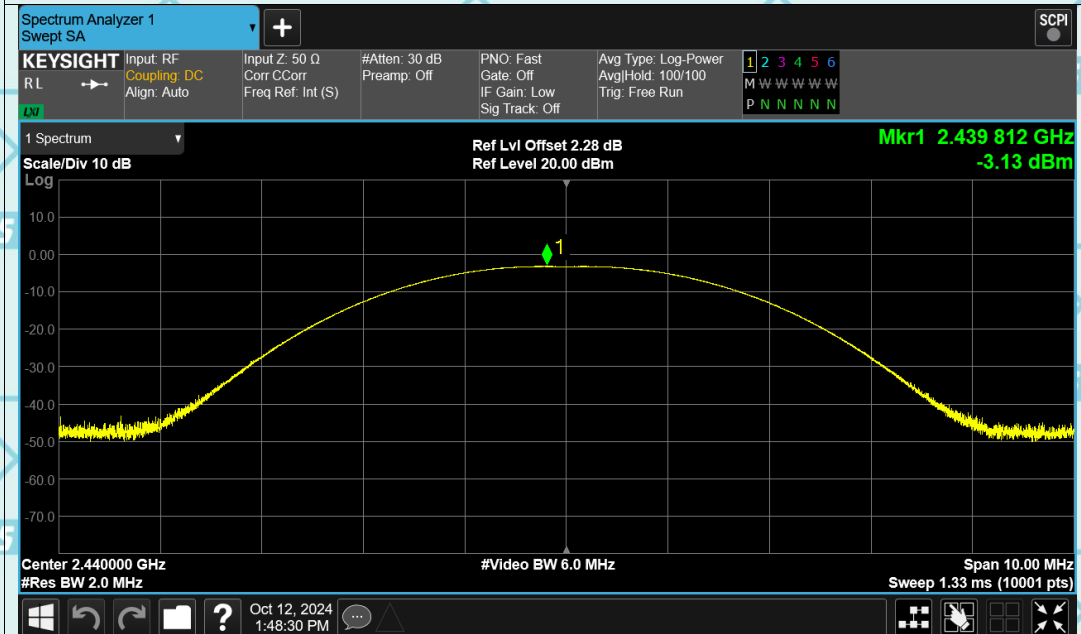 Spectrum Analyzer 1
Swept SA
+
SCPI
KEYSIGHT
R L
LXI
Input: RF
Coupling: DC
Align: Auto
Input Z: 50 Ω
Corr CCorr
Freq Ref: Int (S)
#Atten: 30 dB
Preamp: Off
PNO: Fast
Gate: Off
IF Gain: Low
Sig Track: Off
Avg Type: Log-Power
Avg|Hold: 100/100
Trig: Free Run
1 2 3 4 5 6
M W W W W W
P N N N N N
1 Spectrum
Scale/Div 10 dB
Log
Ref Lvl Offset 2.28 dB
Ref Level 20.00 dBm
Mkr1 2.439 812 GHz
-3.13 dBm
10.0
0.00
-10.0
-20.0
-30.0
-40.0
-50.0
-60.0
-70.0
1
Center 2.440000 GHz
#Res BW 2.0 MHz
#Video BW 6.0 MHz
Span 10.00 MHz
Sweep 1.33 ms (10001 pts)
?
Oct 12, 2024
1:48:30 PM